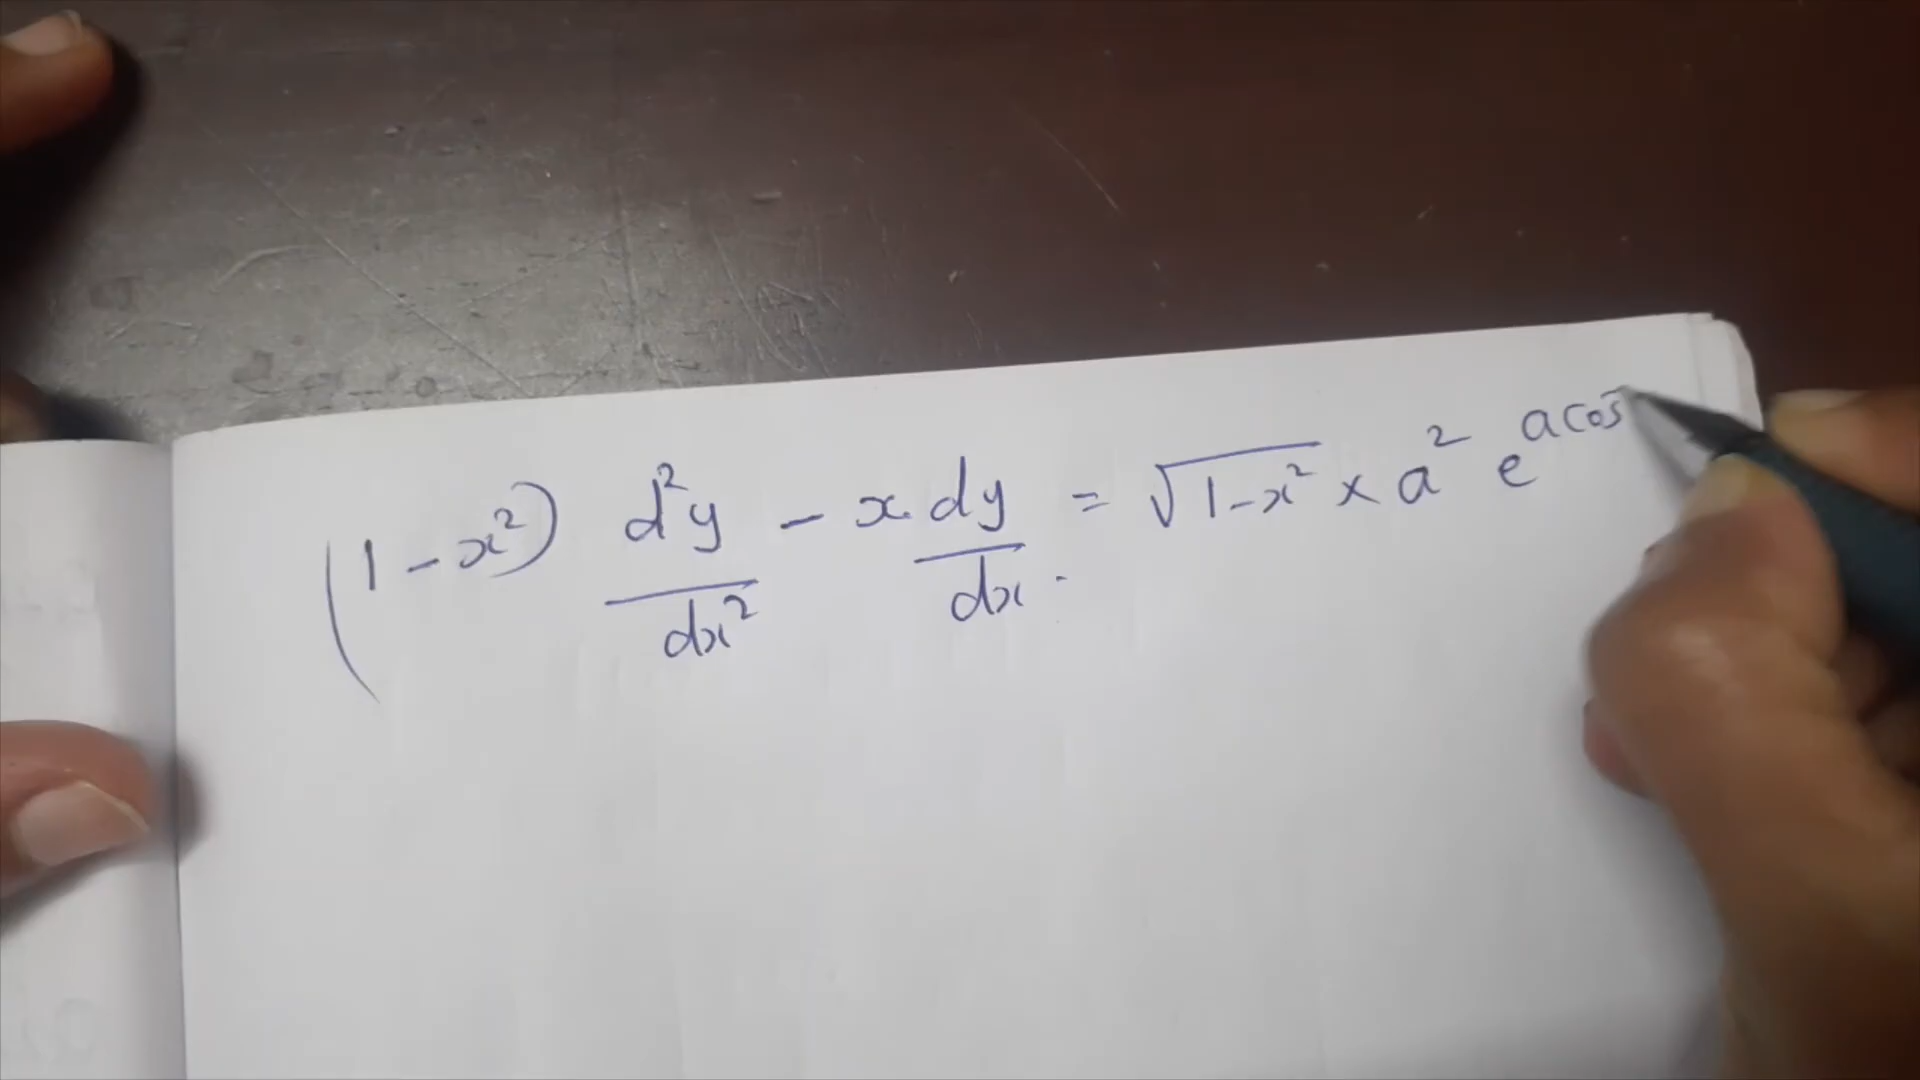 (1-x²) d²y/dx² - x. dy/dx = √(1-x²) × a² e^(a cos